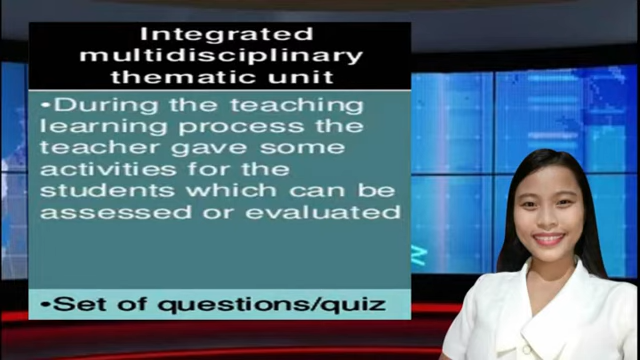 Integrated
multidisciplinary
thematic unit
•During the teaching
learning process the
teacher gave some
activities for the
students which can be
assessed or evaluated
•Set of questions/quiz